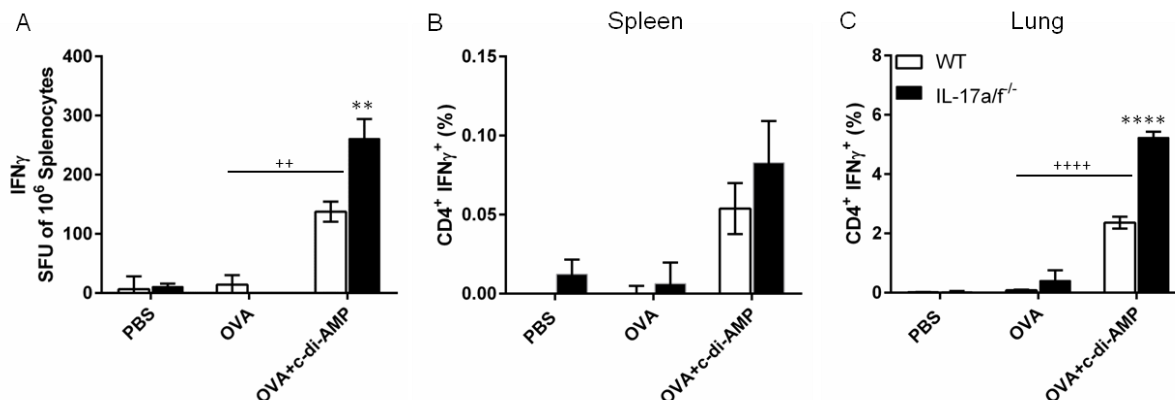 A
IFNγ
SFU of 10⁶ Splenocytes
400
300
200
100
0
++
**
PBS
OVA
OVA+c-di-AMP
B
Spleen
CD4⁺ IFNγ⁺ (%)
0.15
0.10
0.05
0.00
PBS
OVA
OVA+c-di-AMP
C
Lung
CD4⁺ IFNγ⁺ (%)
8
6
4
2
0
WT
IL-17a/f⁻/⁻
****
++++
PBS
OVA
OVA+c-di-AMP